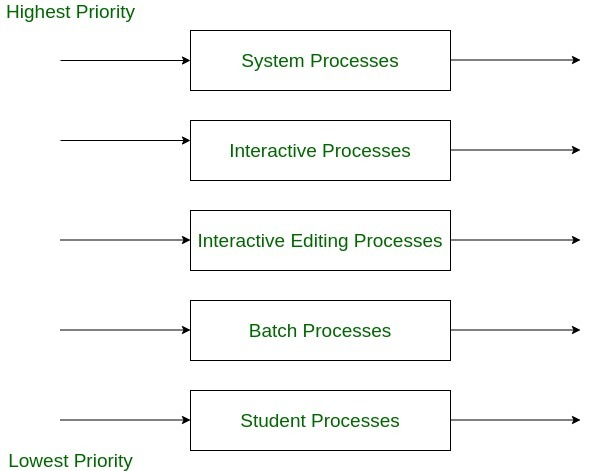 Highest Priority
System Processes
Interactive Processes
Interactive Editing Processes
Batch Processes
Student Processes
Lowest Priority